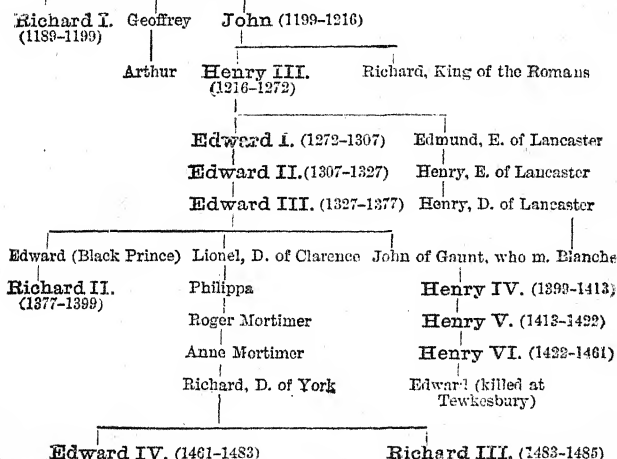 Richard I. Geoffrey John (1199-1216)
(1189-1199)
Arthur Henry III. Richard, King of the Romans
(1216-1272)
Edward I. (1272-1307) Edmund, E. of Lancaster
Edward II. (1307-1327) Henry, E. of Lancaster
Edward III. (1327-1377) Henry, D. of Lancaster
Edward (Black Prince) Lionel, D. of Clarence John of Gaunt, who m. Blanche
Richard II. Philippa Henry IV. (1399-1413)
(1377-1399)
Roger Mortimer Henry V. (1413-1422)
Anne Mortimer Henry VI. (1422-1461)
Richard, D. of York Edward (killed at
Tewkesbury)
Edward IV. (1461-1483) Richard III. (1483-1485)